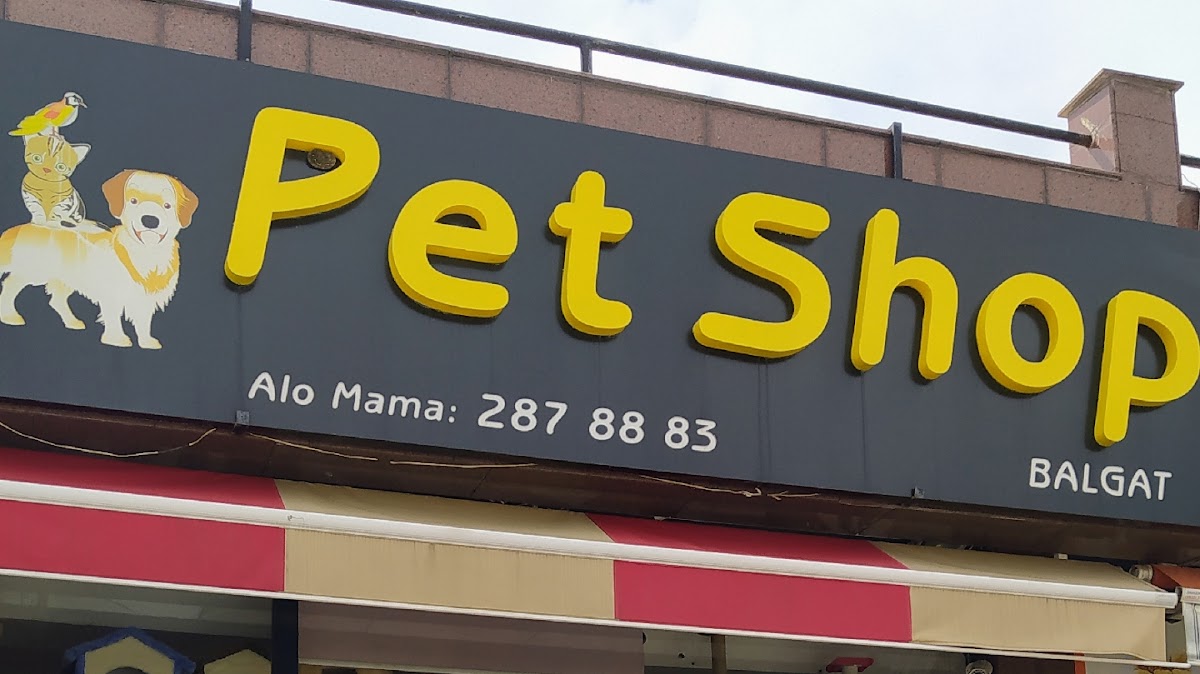 Pet Shop
Alo Mama: 287 88 83
BALGAT